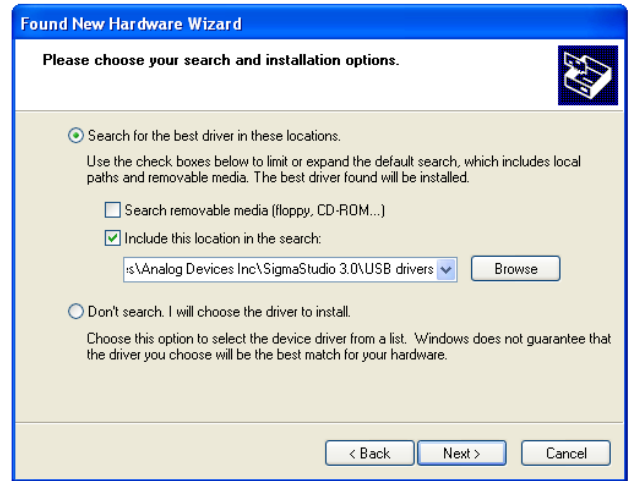 Found New Hardware Wizard
Please choose your search and installation options.
Search for the best driver in these locations.
Use the check boxes below to limit or expand the default search, which includes local
paths and removable media. The best driver found will be installed.
Search removable media (floppy, CD-ROM...)
Include this location in the search:
:s\Analog Devices Inc\SigmaStudio 3.0\USB drivers
Browse
Don't search. I will choose the driver to install.
Choose this option to select the device driver from a list. Windows does not guarantee that
the driver you choose will be the best match for your hardware.
< Back Next > Cancel